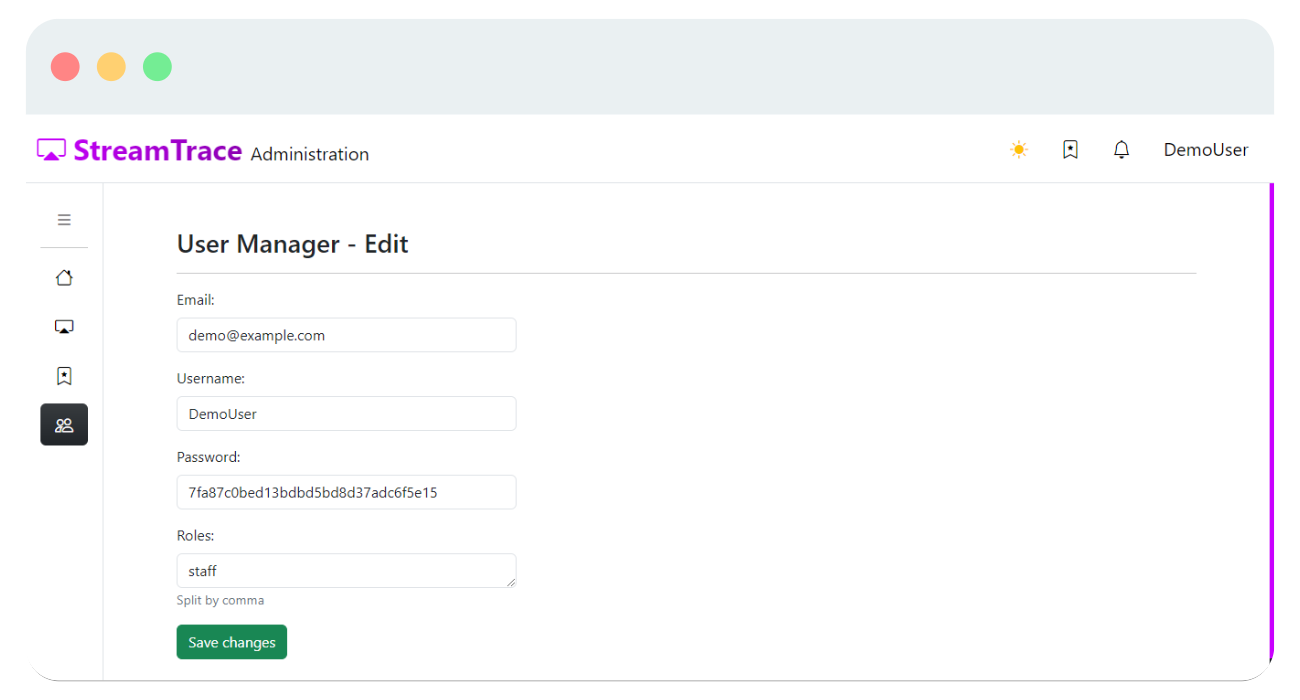 StreamTrace Administration
DemoUser
User Manager - Edit
Email:
demo@example.com
Username:
DemoUser
Password:
7fa87c0bed13bdbd5bd8d37adc6f5e15
Roles:
staff
Split by comma
Save changes